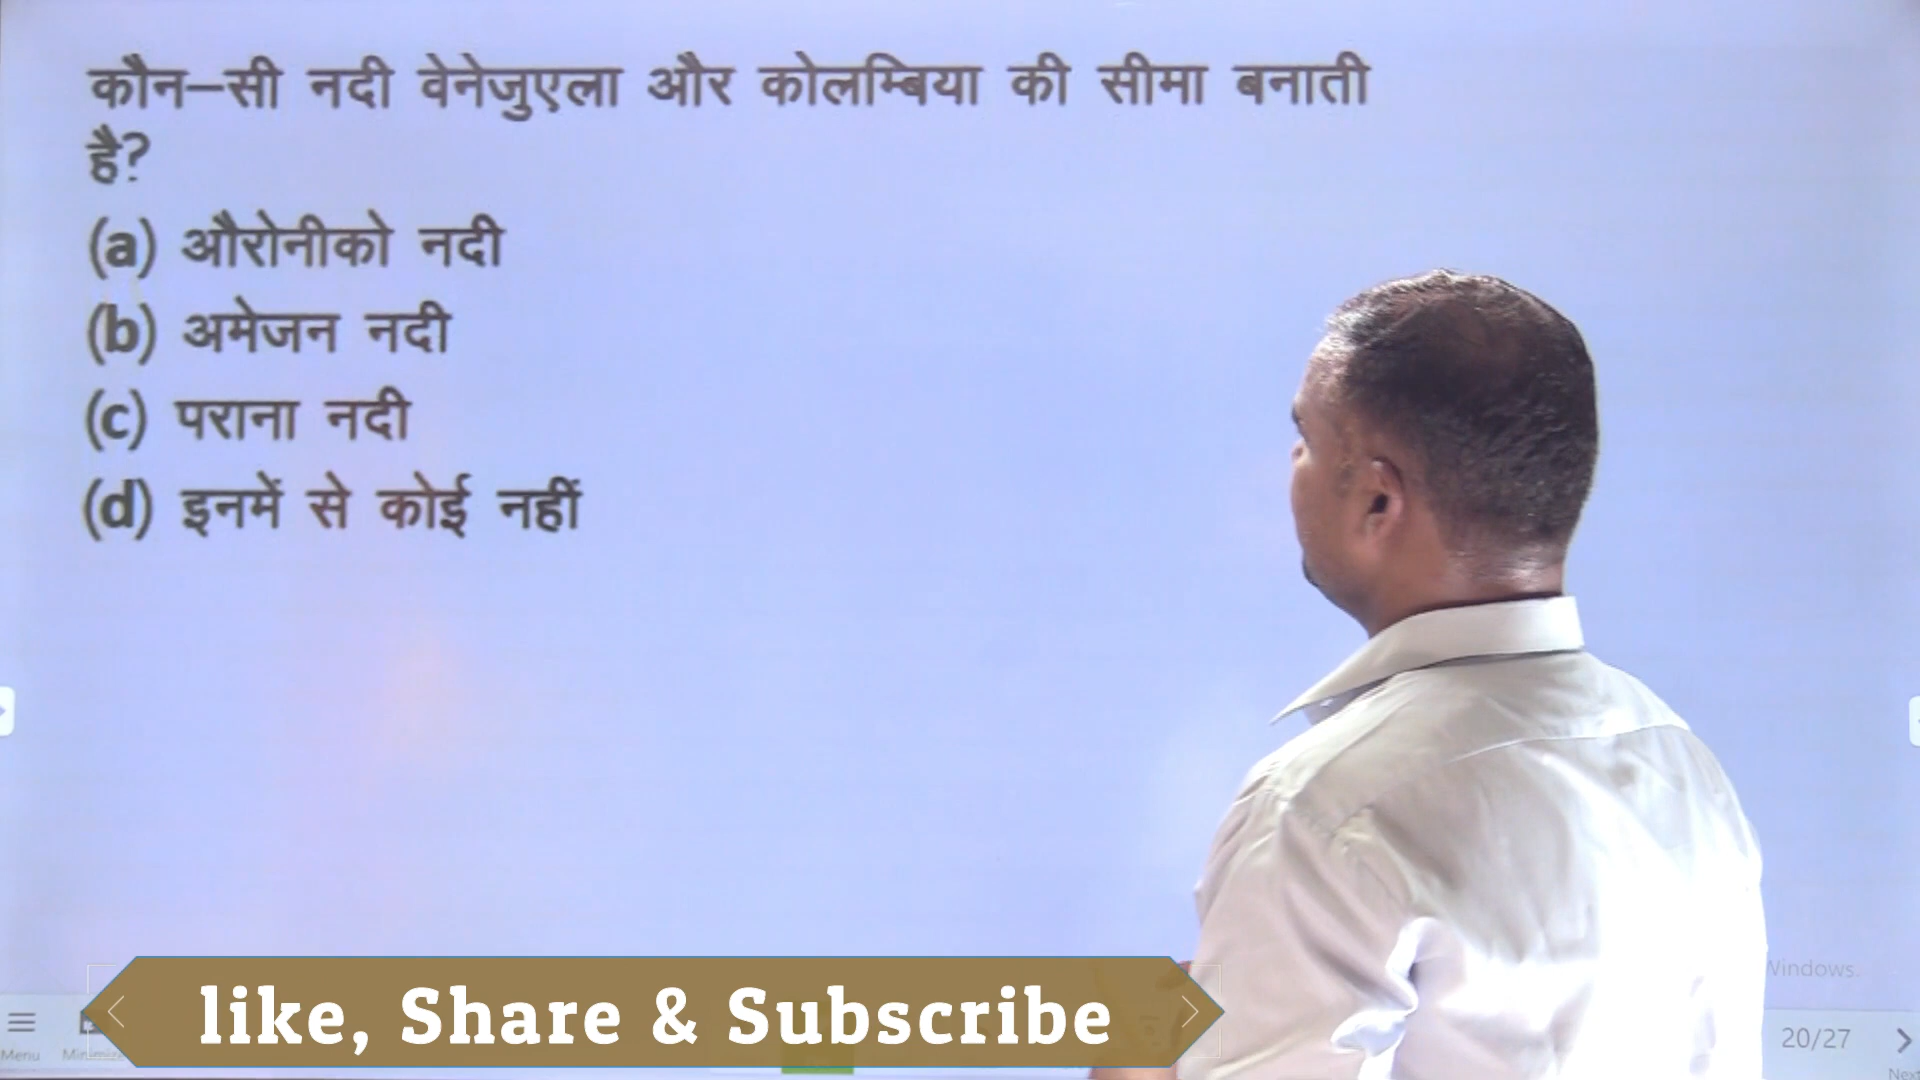 कौन–सी नदी वेनेजुएला और कोलम्बिया की सीमा बनाती
है?
(a) औरोनीको नदी
(b) अमेजन नदी
(c) पराना नदी
(d) इनमें से कोई नहीं
Windows.
like, Share & Subscribe
Menu
20/27
Next